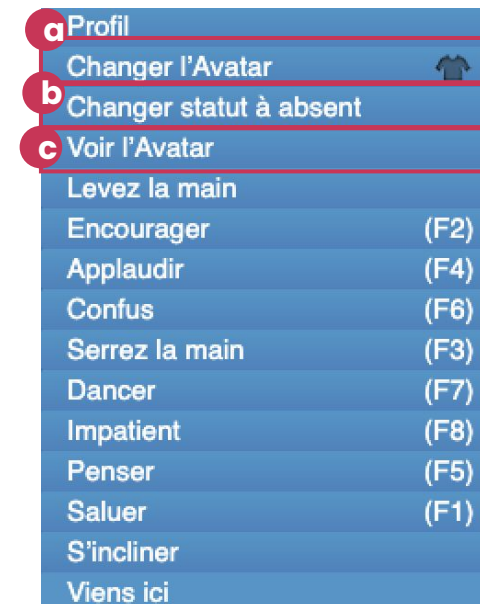 a Profil
Changer l'Avatar
b Changer statut à absent
c Voir l'Avatar
Levez la main
Encourager (F2)
Applaudir (F4)
Confus (F6)
Serrez la main (F3)
Dancer (F7)
Impatient (F8)
Penser (F5)
Saluer (F1)
S'incliner
Viens ici